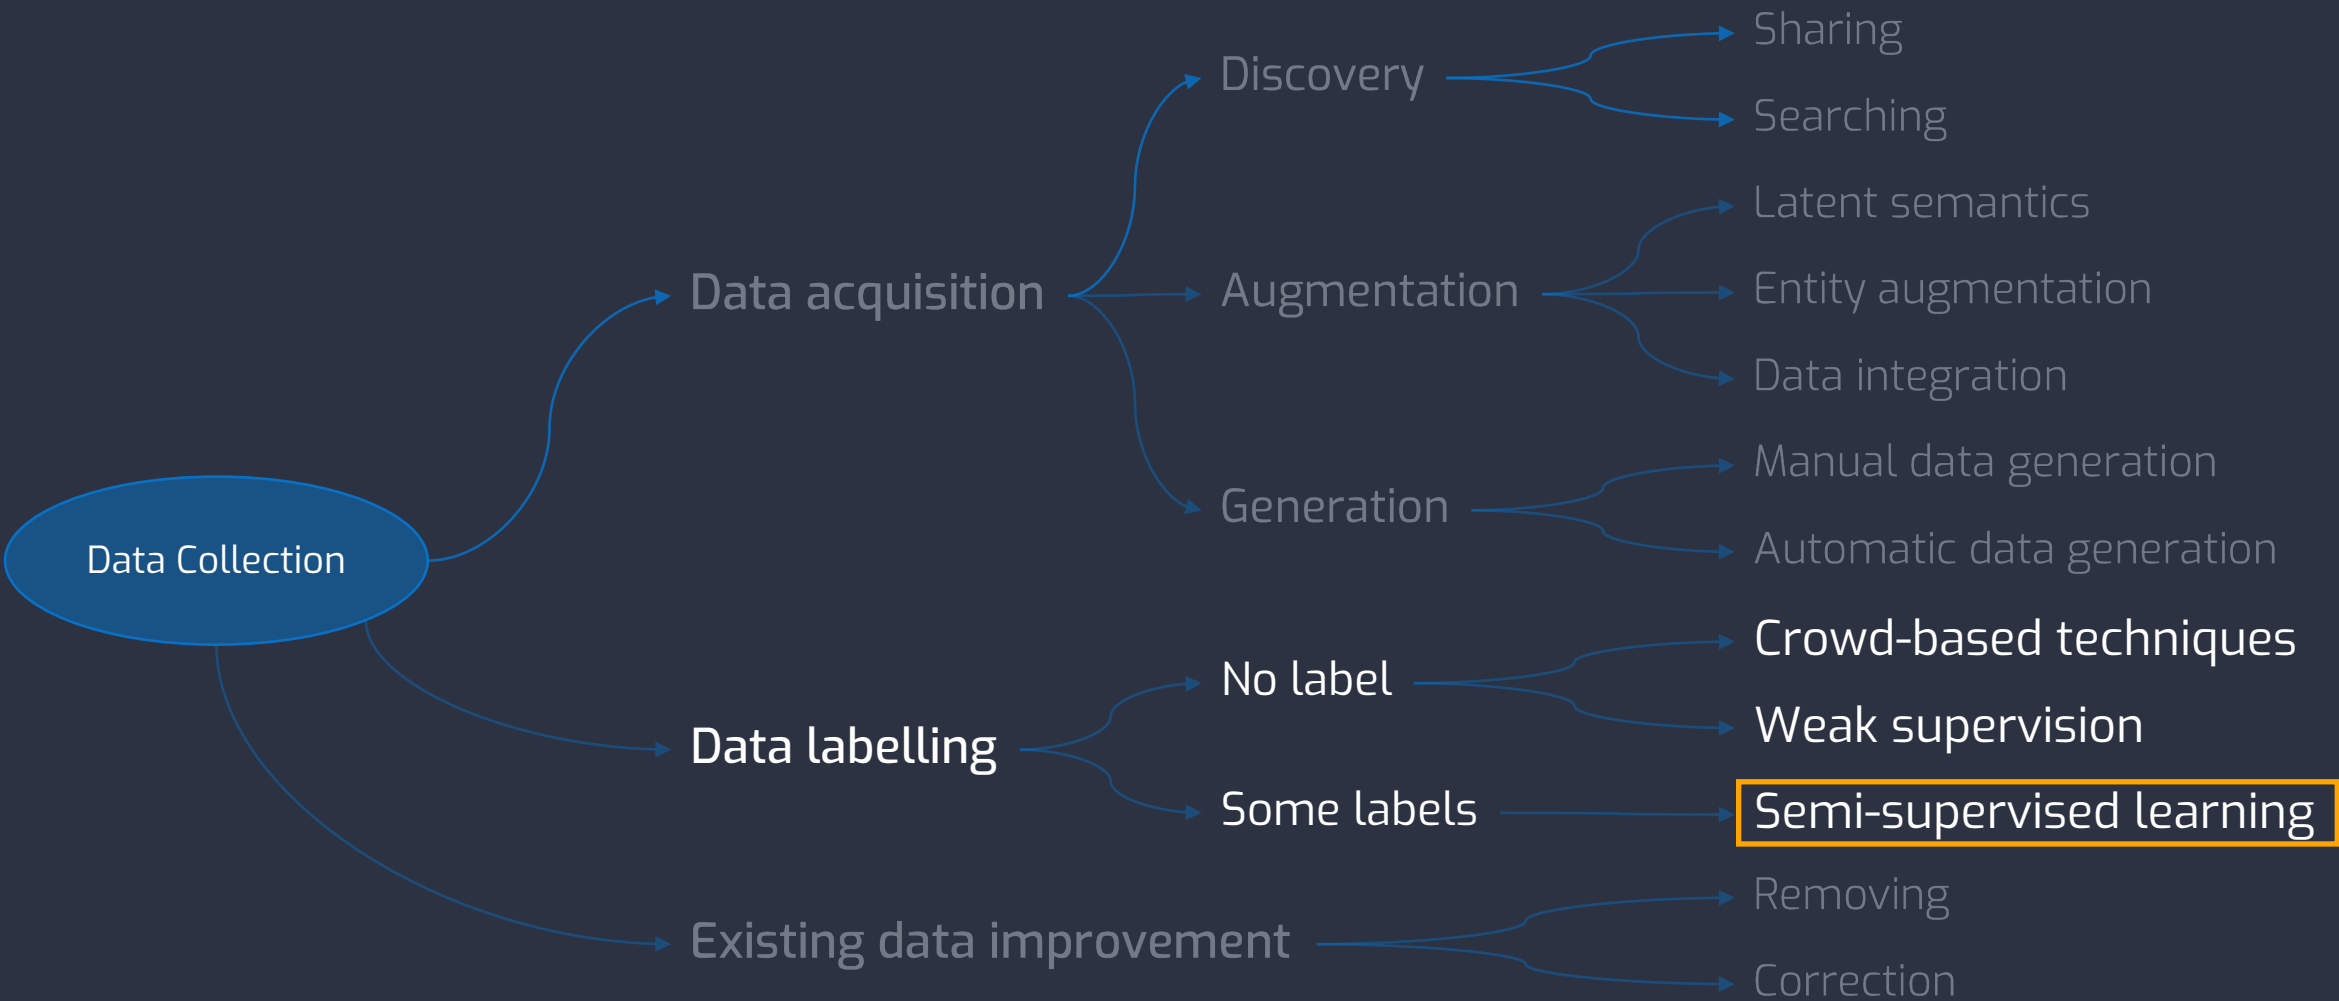 Data Collection
Data acquisition
Discovery
Sharing
Searching
Augmentation
Latent semantics
Entity augmentation
Data integration
Generation
Manual data generation
Automatic data generation
Data labelling
No label
Crowd-based techniques
Weak supervision
Some labels
Semi-supervised learning
Existing data improvement
Removing
Correction